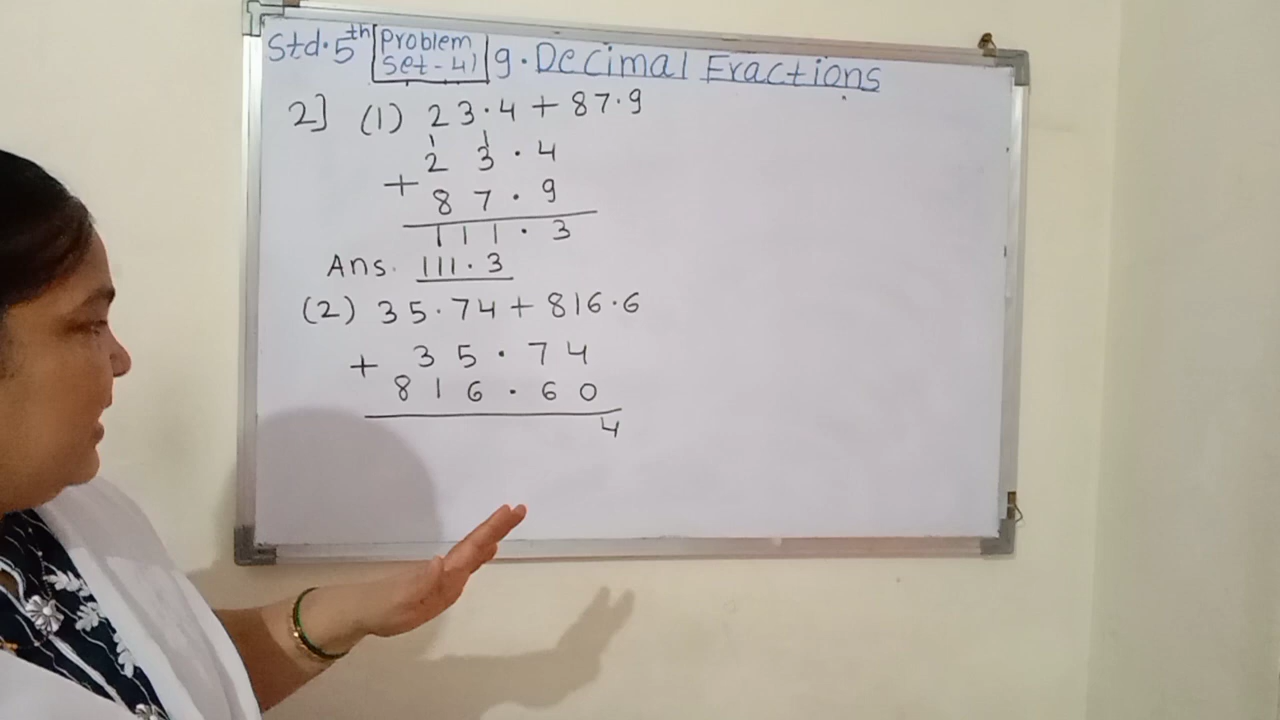 Std. 5th Problem Set-41 9. Decimal Fractions
2] (1) 23.4 + 87.9
1 1
2 3 . 4
+ 8 7 . 9
1 1 1 . 3
Ans. 111.3
(2) 35.74 + 816.6
+ 3 5 . 7 4
8 1 6 . 6 0
4